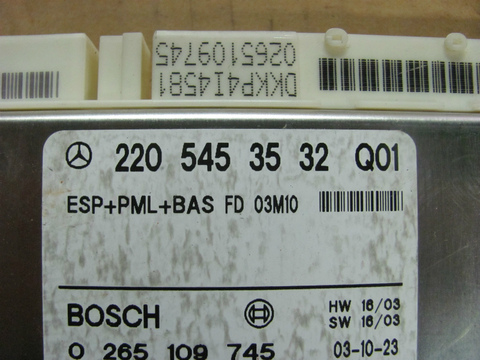 DKKP4I4581
0265109745
220 545 35 32 Q01
ESP+PML+BAS FD 03M10
BOSCH
HW 16/03
SW 16/03
0 265 109 745
03-10-23